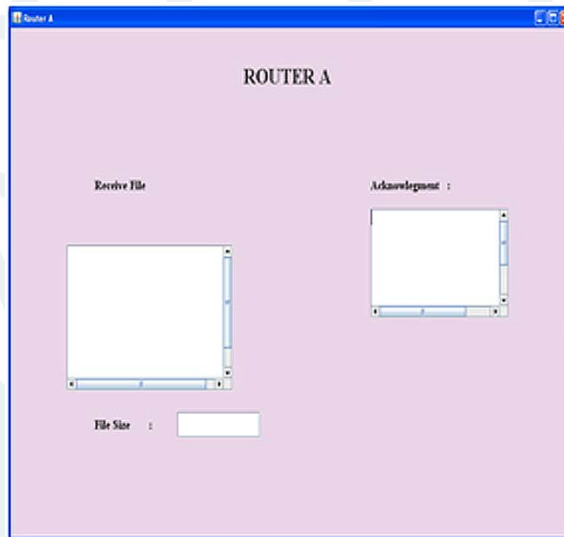 Router A
ROUTER A
Receive File
Acknowlegment :
File Size :